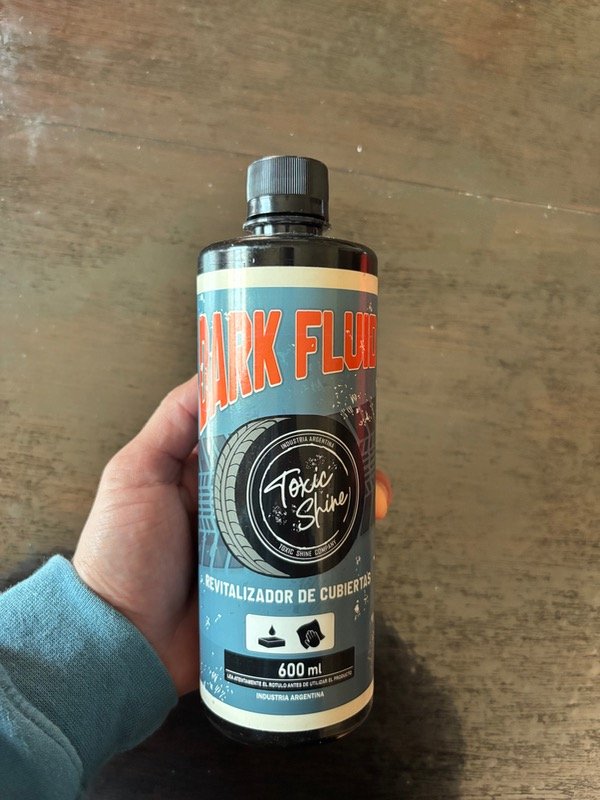 DARK FLUID
INDUSTRIA ARGENTINA
Toxic
Shine
TOXIC SHINE COMPANY
REVITALIZADOR DE CUBIERTAS
600 ml
LEA ATENTAMENTE EL ROTULO ANTES DE UTILIZAR EL PRODUCTO
INDUSTRIA ARGENTINA